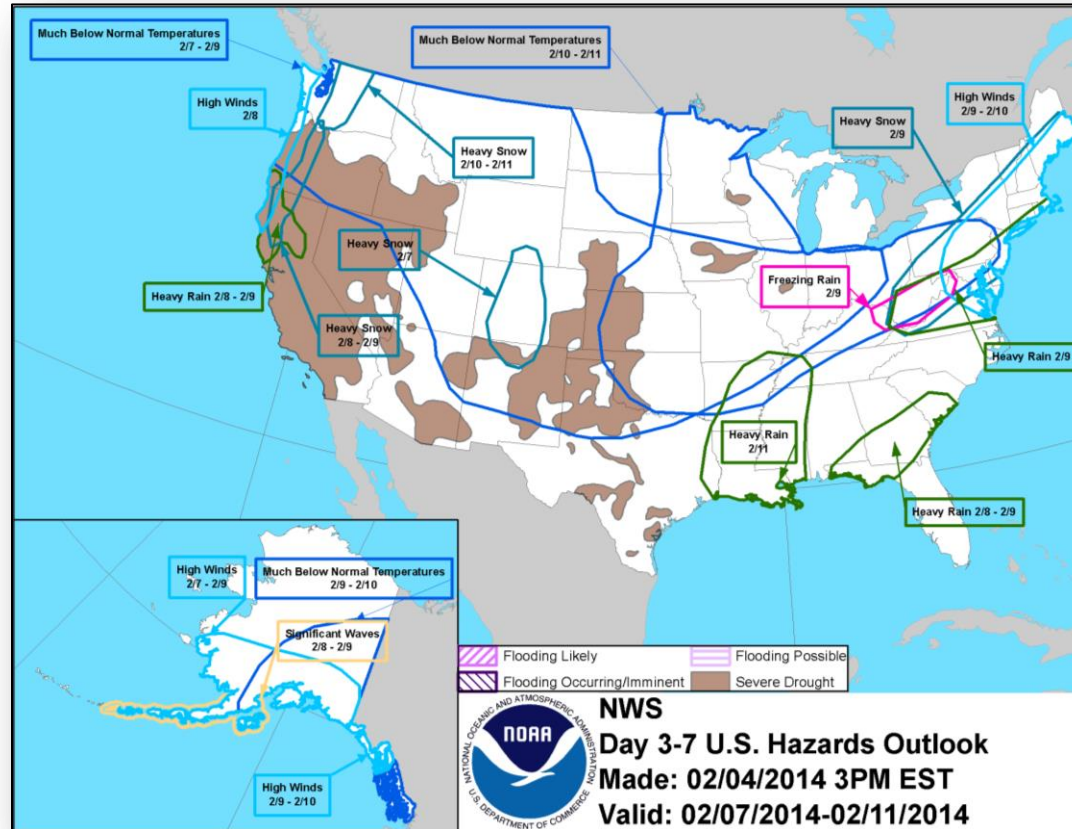 Much Below Normal Temperatures
2/7 - 2/9
Much Below Normal Temperatures
2/10 - 2/11
High Winds
2/8
High Winds
2/9 - 2/10
Heavy Snow
2/9
Heavy Snow
2/10 - 2/11
Heavy Snow
2/7
Freezing Rain
2/9
Heavy Rain 2/8 - 2/9
Heavy Snow
2/8 - 2/9
Heavy Rain 2/9
Heavy Rain
2/11
Heavy Rain 2/8 - 2/9
High Winds
2/7 - 2/9
Much Below Normal Temperatures
2/9 - 2/10
Significant Waves
2/8 - 2/9
High Winds
2/9 - 2/10
Flooding Likely
Flooding Possible
Flooding Occurring/Imminent
Severe Drought
NATIONAL OCEANIC AND ATMOSPHERIC ADMINISTRATION
NOAA
U.S. DEPARTMENT OF COMMERCE
NWS
Day 3-7 U.S. Hazards Outlook
Made: 02/04/2014 3PM EST
Valid: 02/07/2014-02/11/2014